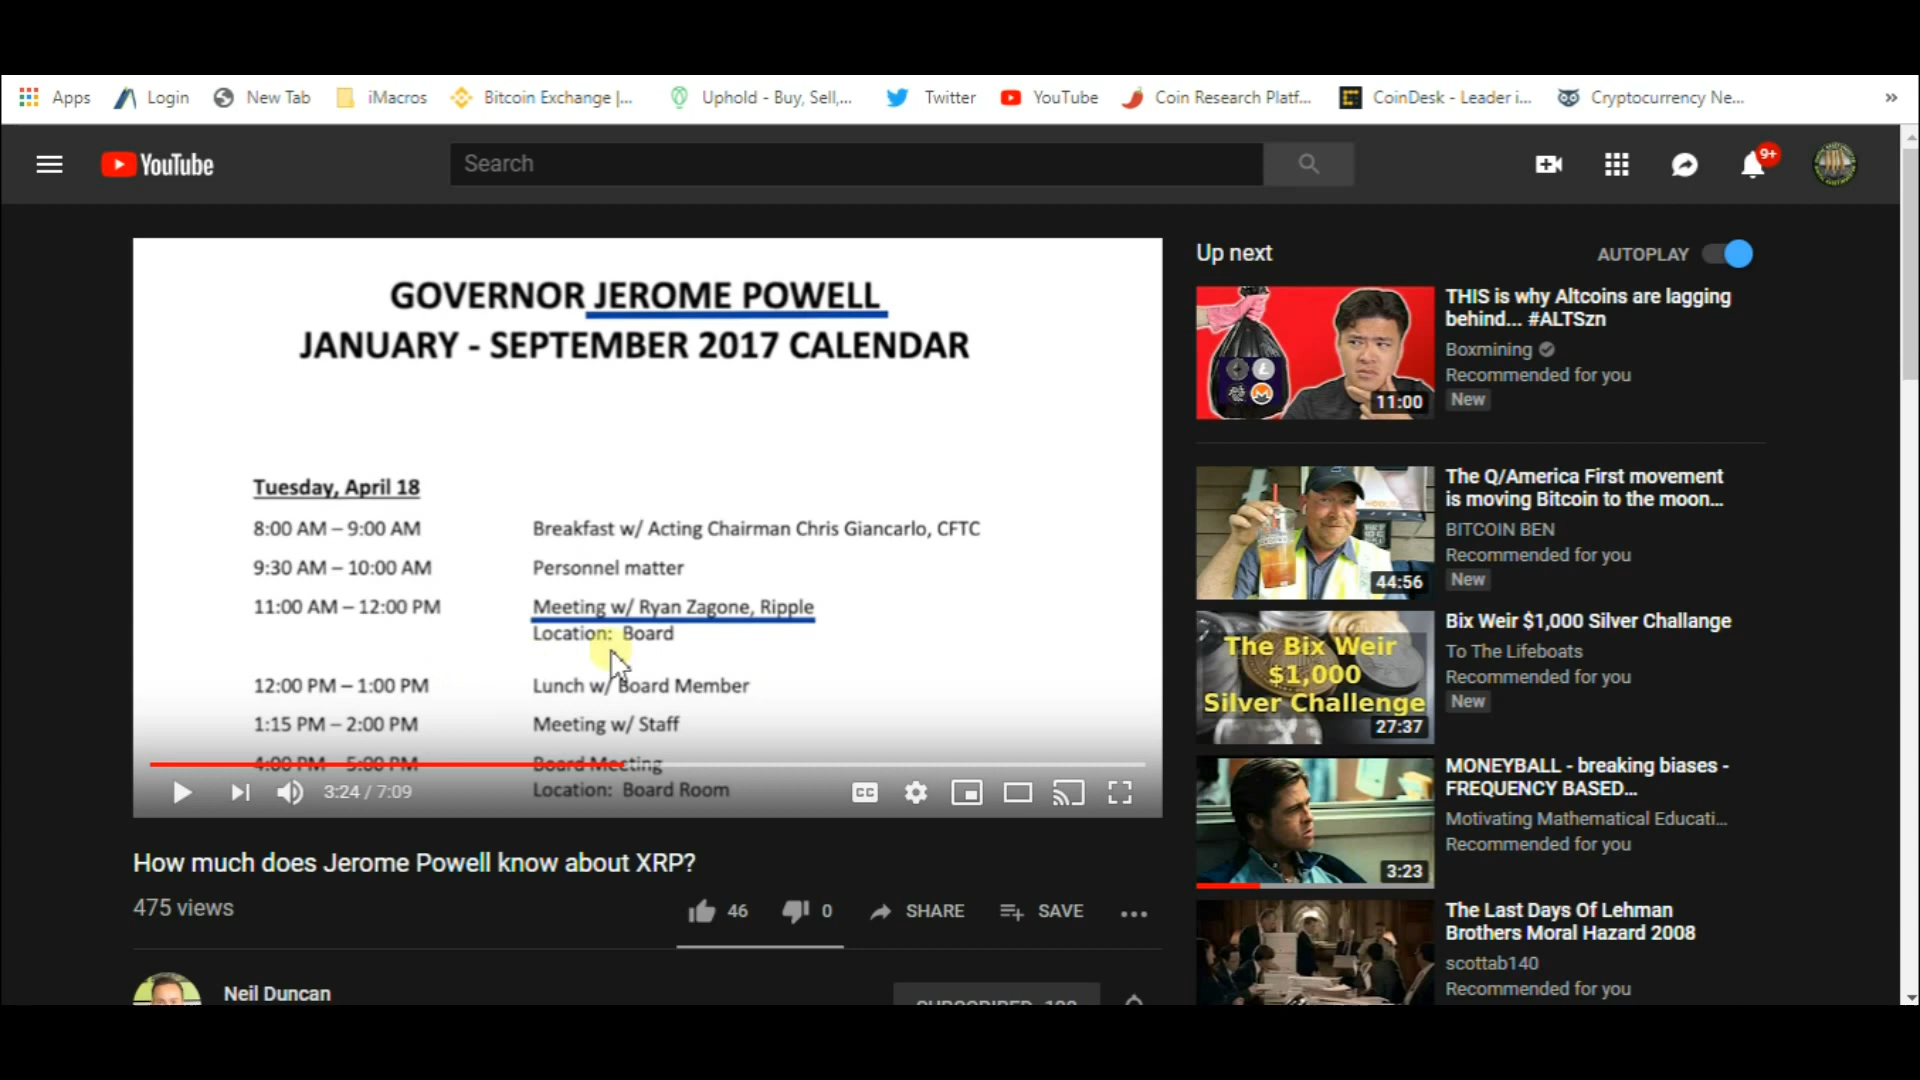 Apps Login New Tab iMacros Bitcoin Exchange |... Uphold - Buy, Sell,... Twitter YouTube Coin Research Platf... CoinDesk - Leader i... Cryptocurrency Ne... »
YouTube Search 9+
GOVERNOR JEROME POWELL
JANUARY - SEPTEMBER 2017 CALENDAR
Tuesday, April 18
8:00 AM – 9:00 AM Breakfast w/ Acting Chairman Chris Giancarlo, CFTC
9:30 AM – 10:00 AM Personnel matter
11:00 AM – 12:00 PM Meeting w/ Ryan Zagone, Ripple
Location: Board
12:00 PM – 1:00 PM Lunch w/ Board Member
1:15 PM – 2:00 PM Meeting w/ Staff
4:00 PM – 5:00 PM Board Meeting
Location: Board Room
3:24 / 7:09 CC
How much does Jerome Powell know about XRP?
475 views
46 0 SHARE SAVE
Neil Duncan
Up next AUTOPLAY
THIS is why Altcoins are lagging
behind... #ALTSzn
Boxmining
Recommended for you
New
11:00
The Q/America First movement
is moving Bitcoin to the moon...
BITCOIN BEN
Recommended for you
New
44:56
The Bix Weir
$1,000
Silver Challenge
27:37
Bix Weir $1,000 Silver Challange
To The Lifeboats
Recommended for you
New
MONEYBALL - breaking biases -
FREQUENCY BASED...
Motivating Mathematical Educati...
Recommended for you
3:23
The Last Days Of Lehman
Brothers Moral Hazard 2008
scottab140
Recommended for you